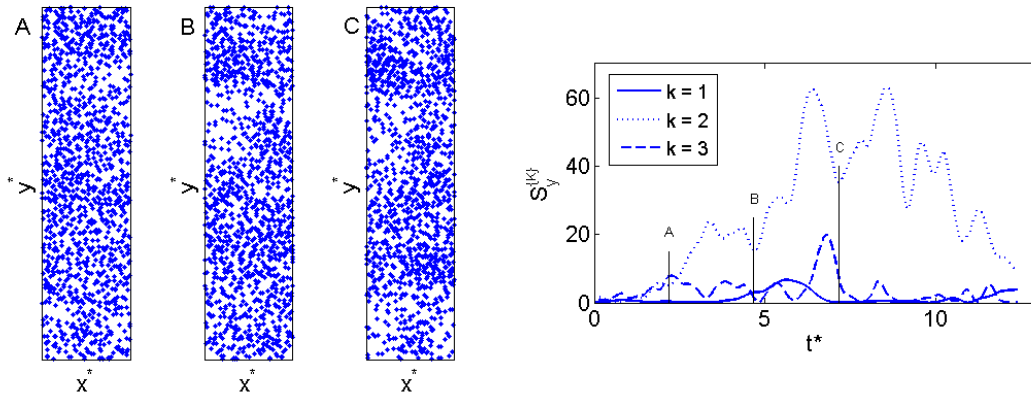 A
B
C
y*
y*
y*
x*
x*
x*
k = 1
k = 2
k = 3
60
40
20
0
S_y^{K}
A
B
C
0
5
10
t*